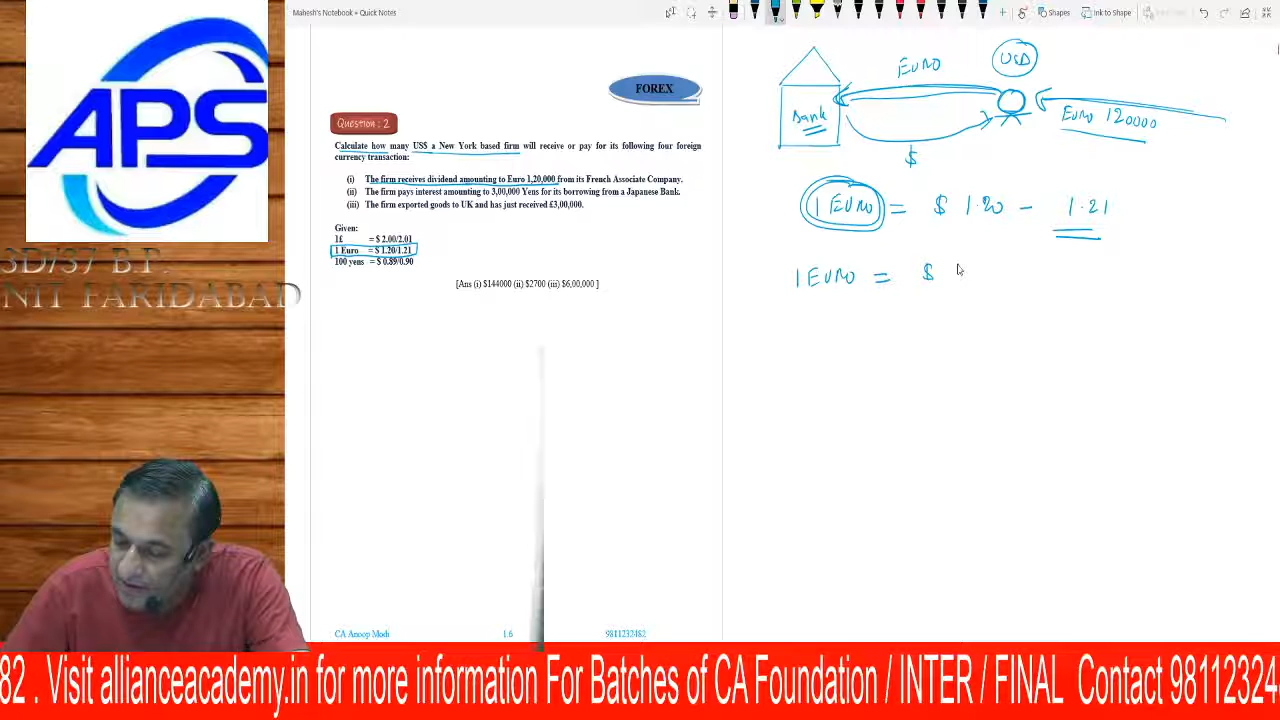 Mahesh's Notebook • Quick Notes
Shapes
Ink to Shape
APS
3D/37 B.P.
NIT FARIDABAD
FOREX
Question : 2
Calculate how many US$ a New York based firm will receive or pay for its following four foreign
currency transaction:
(i) The firm receives dividend amounting to Euro 1,20,000 from its French Associate Company.
(ii) The firm pays interest amounting to 3,00,000 Yens for its borrowing from a Japanese Bank.
(iii) The firm exported goods to UK and has just received £3,00,000.
Given:
1£ = $ 2.00/2.01
1 Euro = $ 1.20/1.21
100 yens = $ 0.89/0.90
[Ans (i) $144000 (ii) $2700 (iii) $6,00,000 ]
CA Anoop Modi 1.6 9811232482
USD
EURO
Bank
EURO 120000
$
1 EURO = $ 1.20 - 1.21
1 EURO = $
82 . Visit allianceacademy.in for more information For Batches of CA Foundation / INTER / FINAL Contact 98112324